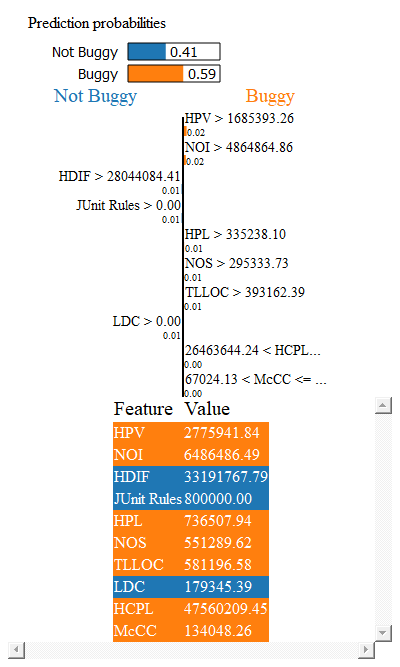 Prediction probabilities
Not Buggy 0.41
Buggy 0.59
Not Buggy Buggy
HPV > 1685393.26
0.02
NOI > 4864864.86
0.02
HDIF > 28044084.41
0.01
JUnit Rules > 0.00
0.01
HPL > 335238.10
0.01
NOS > 295333.73
0.01
TLLOC > 393162.39
0.01
LDC > 0.00
0.01
26463644.24 < HCPL...
0.00
67024.13 < McCC <= ...
0.00
Feature Value
HPV 2775941.84
NOI 6486486.49
HDIF 33191767.79
JUnit Rules 800000.00
HPL 736507.94
NOS 551289.62
TLLOC 581196.58
LDC 179345.39
HCPL 47560209.45
McCC 134048.26